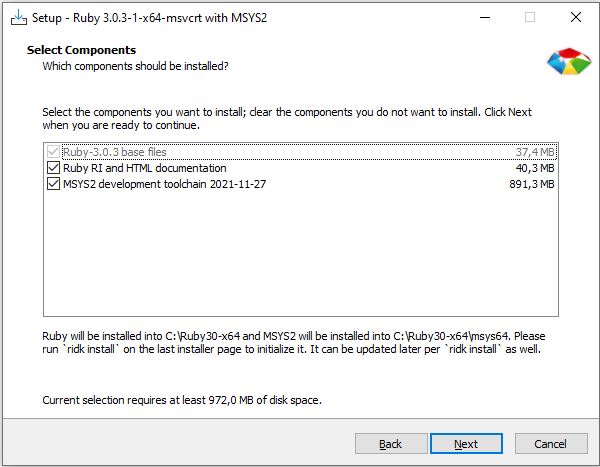 Setup - Ruby 3.0.3-1-x64-msvcrt with MSYS2
Select Components
Which components should be installed?
Select the components you want to install; clear the components you do not want to install. Click Next
when you are ready to continue.
Ruby-3.0.3 base files 37,4 MB
Ruby RI and HTML documentation 40,3 MB
MSYS2 development toolchain 2021-11-27 891,3 MB
Ruby will be installed into C:\Ruby30-x64 and MSYS2 will be installed into C:\Ruby30-x64\msys64. Please
run `ridk install` on the last installer page to initialize it. It can be updated later per `ridk install` as well.
Current selection requires at least 972,0 MB of disk space.
Back Next Cancel